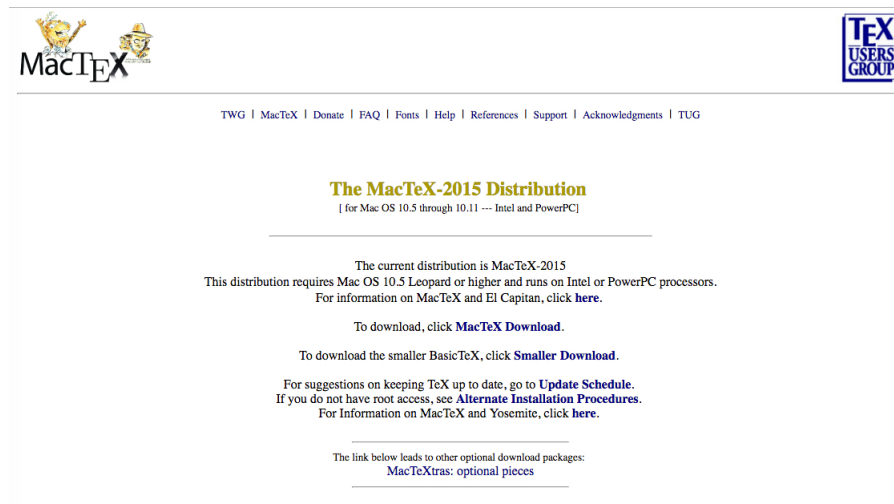 MacTEX
TEX
USERS
GROUP
TWG | MacTeX | Donate | FAQ | Fonts | Help | References | Support | Acknowledgments | TUG
The MacTeX-2015 Distribution
[ for Mac OS 10.5 through 10.11 --- Intel and PowerPC]
The current distribution is MacTeX-2015
This distribution requires Mac OS 10.5 Leopard or higher and runs on Intel or PowerPC processors.
For information on MacTeX and El Capitan, click here.
To download, click MacTeX Download.
To download the smaller BasicTeX, click Smaller Download.
For suggestions on keeping TeX up to date, go to Update Schedule.
If you do not have root access, see Alternate Installation Procedures.
For Information on MacTeX and Yosemite, click here.
The link below leads to other optional download packages:
MacTeXtras: optional pieces